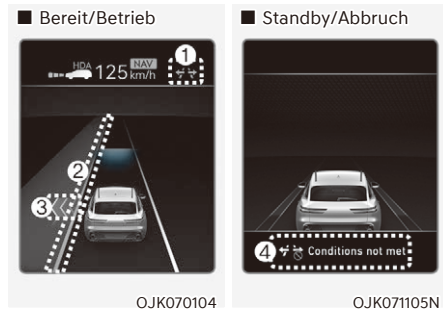 ■ Bereit/Betrieb
HDA
125 km/h
NAV
1
2
3
OJK070104
■ Standby/Abbruch
4
Conditions not met
OJK071105N